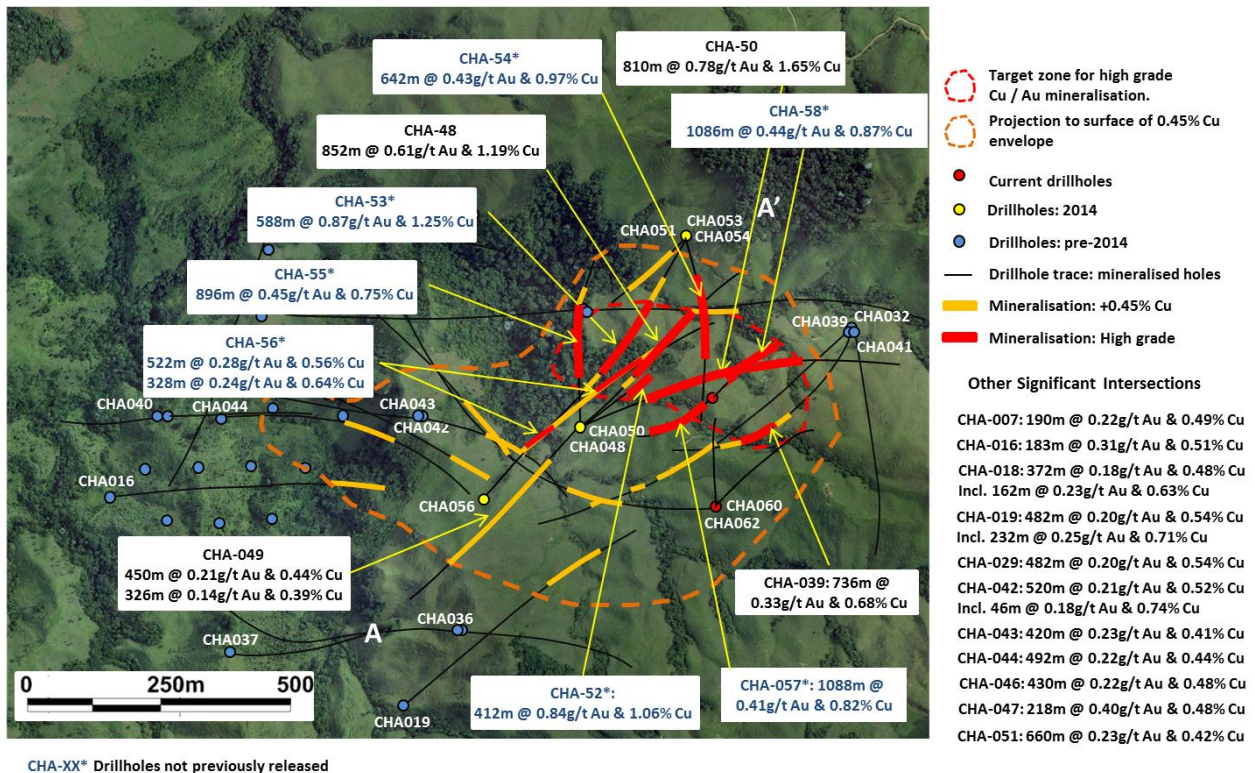 CHA-54*
642m @ 0.43g/t Au & 0.97% Cu
CHA-50
810m @ 0.78g/t Au & 1.65% Cu
CHA-58*
1086m @ 0.44g/t Au & 0.87% Cu
CHA-48
852m @ 0.61g/t Au & 1.19% Cu
CHA-53*
588m @ 0.87g/t Au & 1.25% Cu
CHA-55*
896m @ 0.45g/t Au & 0.75% Cu
CHA-56*
522m @ 0.28g/t Au & 0.56% Cu
328m @ 0.24g/t Au & 0.64% Cu
A’
CHA051
CHA053
CHA054
CHA039
CHA032
CHA041
CHA040
CHA044
CHA043
CHA042
CHA050
CHA048
CHA016
CHA056
CHA060
CHA062
CHA-049
450m @ 0.21g/t Au & 0.44% Cu
326m @ 0.14g/t Au & 0.39% Cu
CHA-039: 736m @
0.33g/t Au & 0.68% Cu
CHA037
A
CHA036
CHA019
CHA-52*:
412m @ 0.84g/t Au & 1.06% Cu
CHA-057*: 1088m @
0.41g/t Au & 0.82% Cu
0 250m 500
CHA-XX* Drillholes not previously released
Target zone for high grade
Cu / Au mineralisation.
Projection to surface of 0.45% Cu
envelope
Current drillholes
Drillholes: 2014
Drillholes: pre-2014
Drillhole trace: mineralised holes
Mineralisation: +0.45% Cu
Mineralisation: High grade
Other Significant Intersections
CHA-007: 190m @ 0.22g/t Au & 0.49% Cu
CHA-016: 183m @ 0.31g/t Au & 0.51% Cu
CHA-018: 372m @ 0.18g/t Au & 0.48% Cu
Incl. 162m @ 0.23g/t Au & 0.63% Cu
CHA-019: 482m @ 0.20g/t Au & 0.54% Cu
Incl. 232m @ 0.25g/t Au & 0.71% Cu
CHA-029: 482m @ 0.20g/t Au & 0.54% Cu
CHA-042: 520m @ 0.21g/t Au & 0.52% Cu
Incl. 46m @ 0.18g/t Au & 0.74% Cu
CHA-043: 420m @ 0.23g/t Au & 0.41% Cu
CHA-044: 492m @ 0.22g/t Au & 0.44% Cu
CHA-046: 430m @ 0.22g/t Au & 0.48% Cu
CHA-047: 218m @ 0.40g/t Au & 0.48% Cu
CHA-051: 660m @ 0.23g/t Au & 0.42% Cu